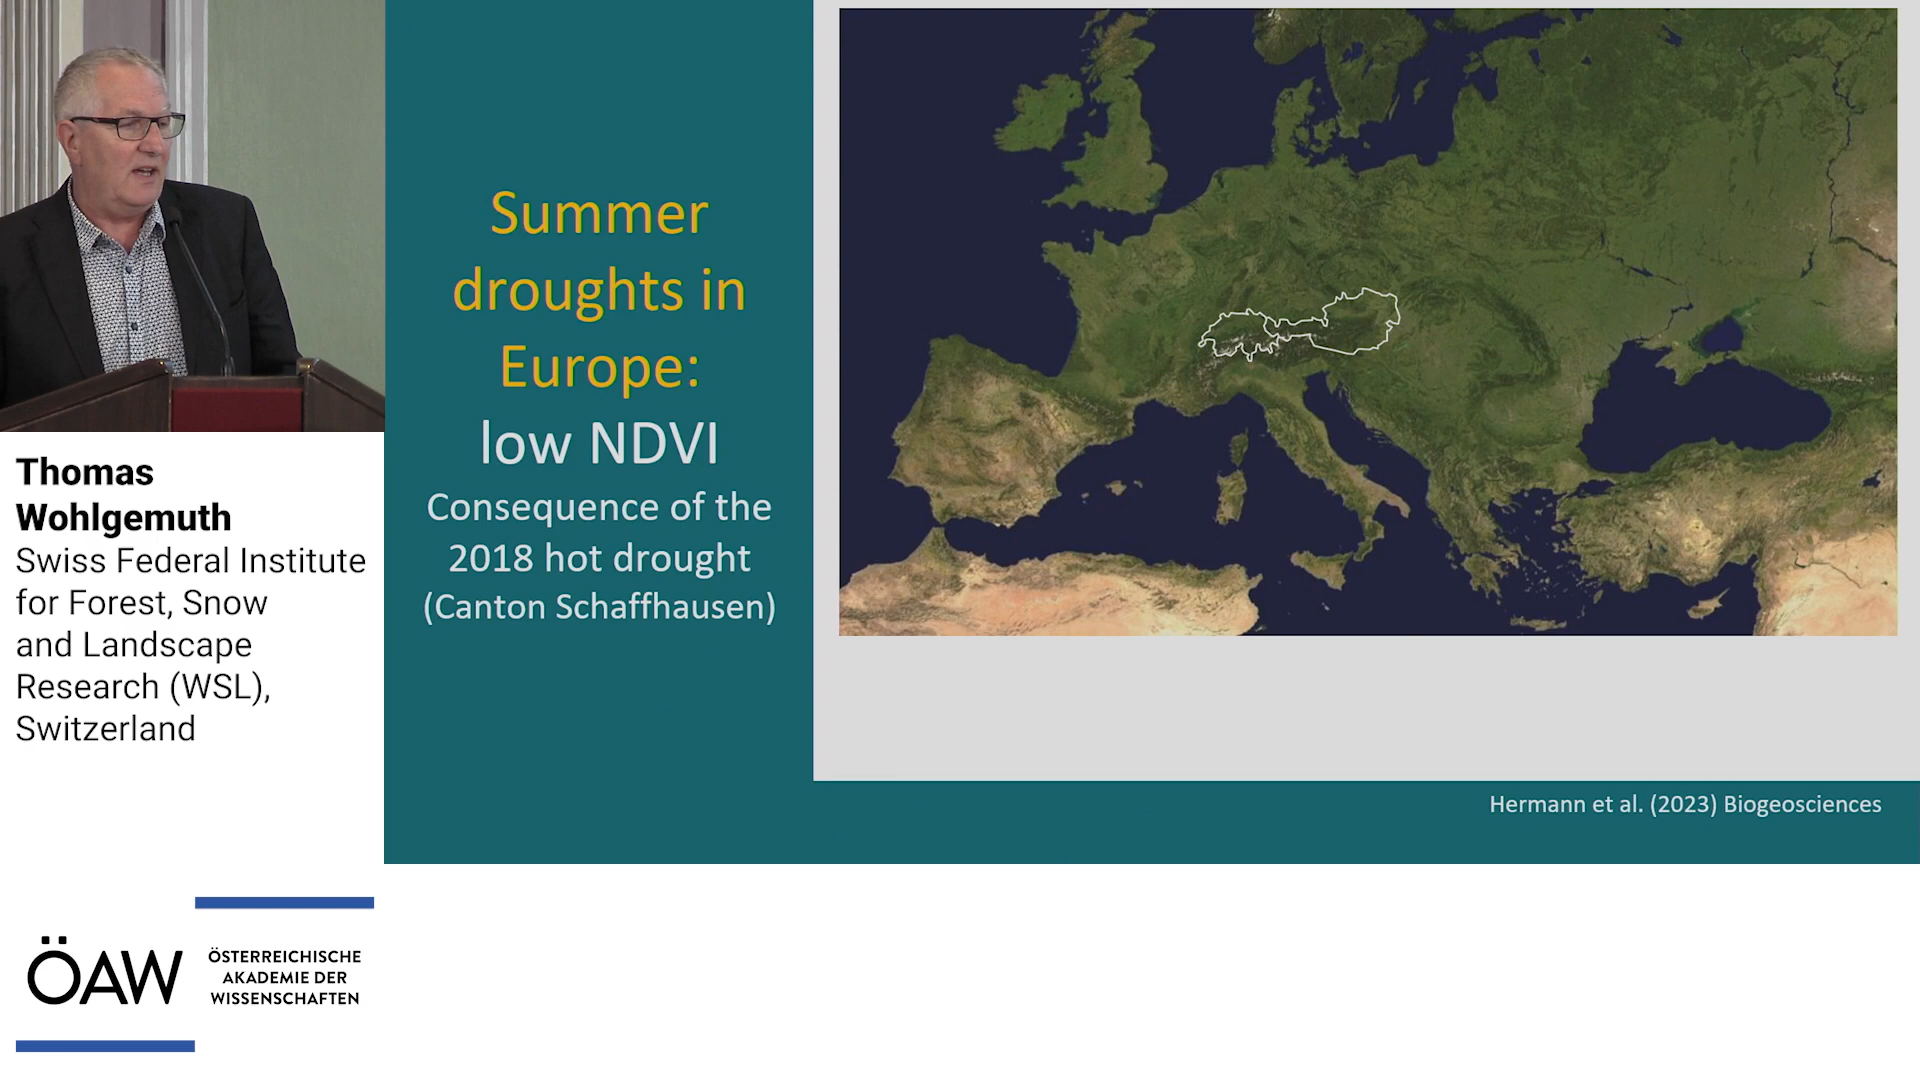 Summer
droughts in
Europe:
low NDVI
Consequence of the
2018 hot drought
(Canton Schaffhausen)
Hermann et al. (2023) Biogeosciences
Thomas
Wohlgemuth
Swiss Federal Institute
for Forest, Snow
and Landscape
Research (WSL),
Switzerland
ÖAW
ÖSTERREICHISCHE
AKADEMIE DER
WISSENSCHAFTEN